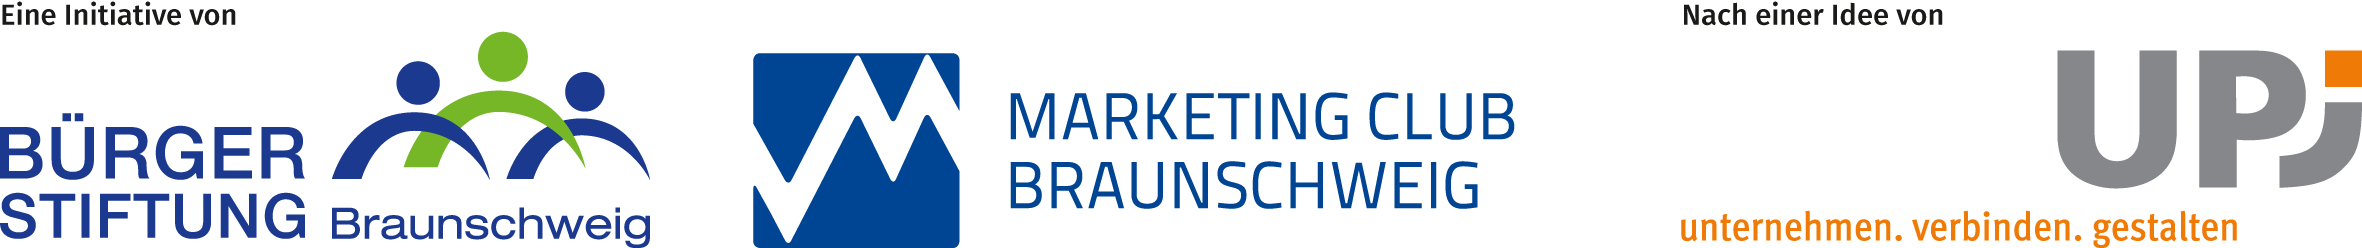 Eine Initiative von
BÜRGER
STIFTUNG
Braunschweig
MARKETING CLUB
BRAUNSCHWEIG
Nach einer Idee von
UPj
unternehmen. verbinden. gestalten